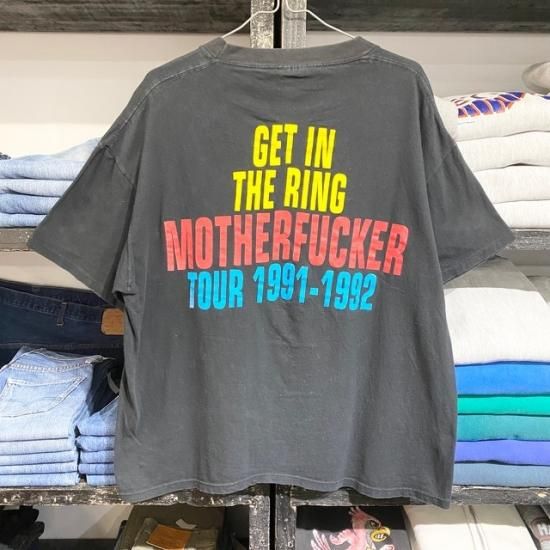 GET IN
THE RING
MOTHERFUCKER
TOUR 1991-1992